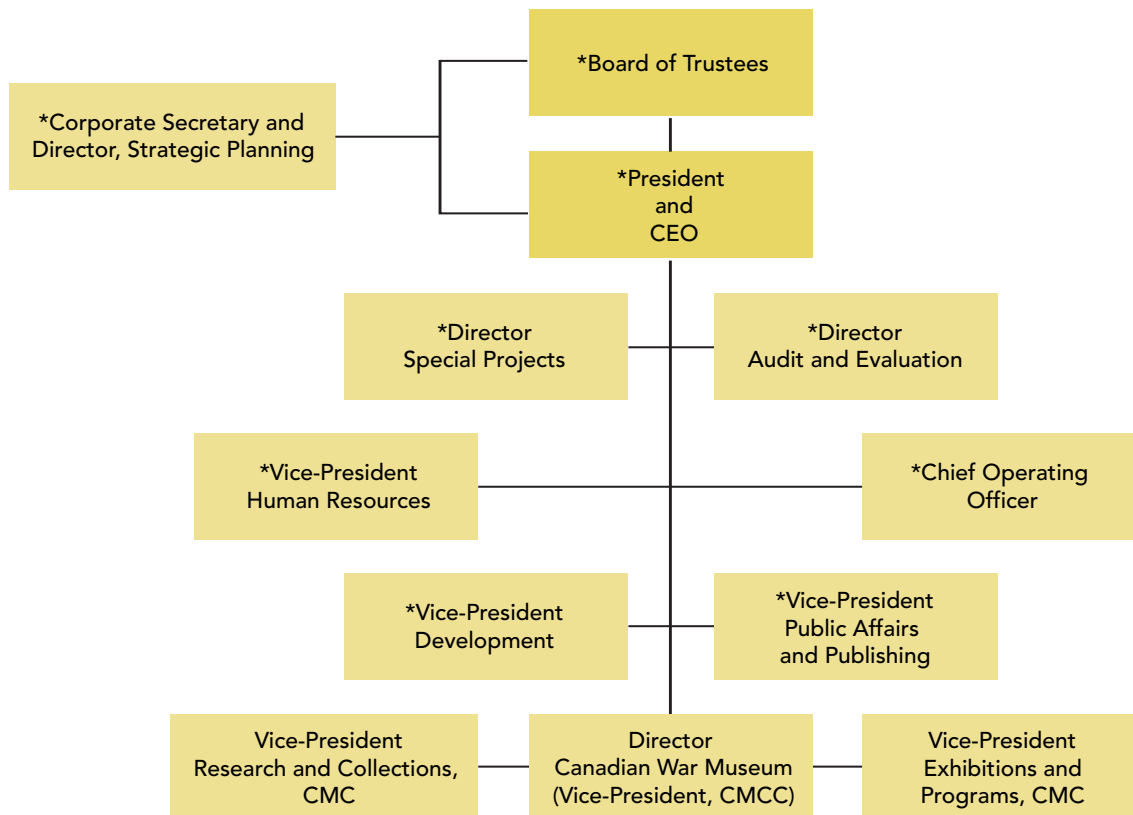 *Board of Trustees
*Corporate Secretary and
Director, Strategic Planning
*President
and
CEO
*Director
Special Projects
*Director
Audit and Evaluation
*Vice-President
Human Resources
*Chief Operating
Officer
*Vice-President
Development
*Vice-President
Public Affairs
and Publishing
Vice-President
Research and Collections,
CMC
Director
Canadian War Museum
(Vice-President, CMCC)
Vice-President
Exhibitions and
Programs, CMC